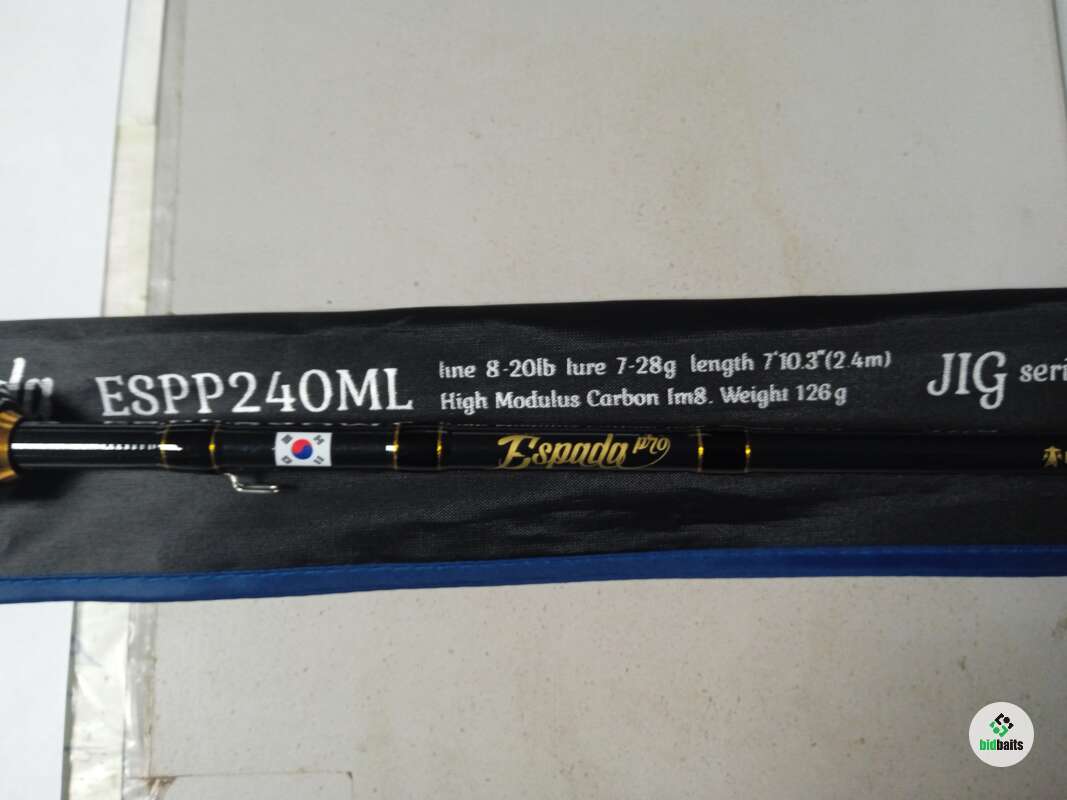 ESPP240ML
line 8-20lb lure 7-28g length 7'10.3"(2.4m)
High Modulus Carbon Im8. Weight 126g
JIG seri
Espada pro
bidbaits